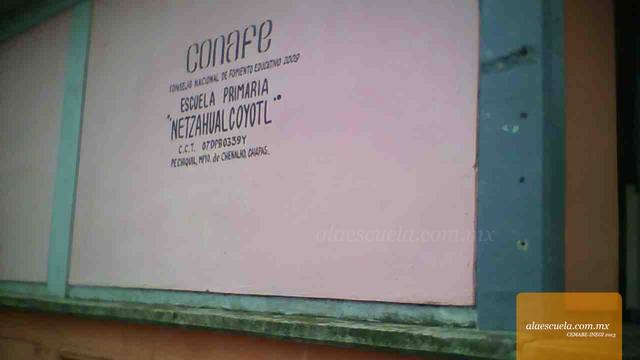 conafe
CONSEJO NACIONAL DE FOMENTO EDUCATIVO 2009
ESCUELA PRIMARIA
"NETZAHUALCOYOTL"
C.C.T. 07DPB0339Y
PECHIQUIL, MPIO. de CHENALHO, CHIAPAS.
alaescuela.com.mx
alaescuela.com.mx
CEMABE-INEGI 2013